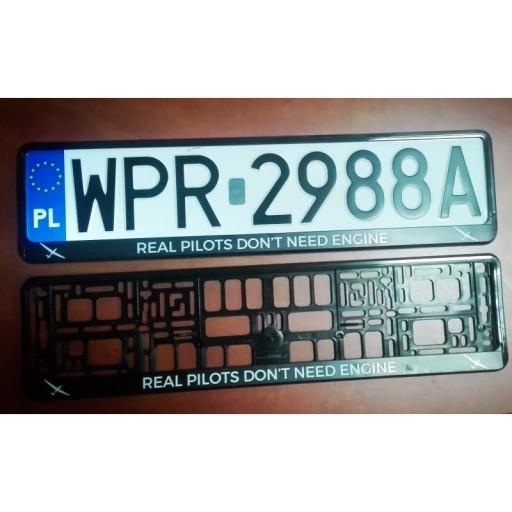 PL WPR 2988A
REAL PILOTS DON'T NEED ENGINE
REAL PILOTS DON'T NEED ENGINE